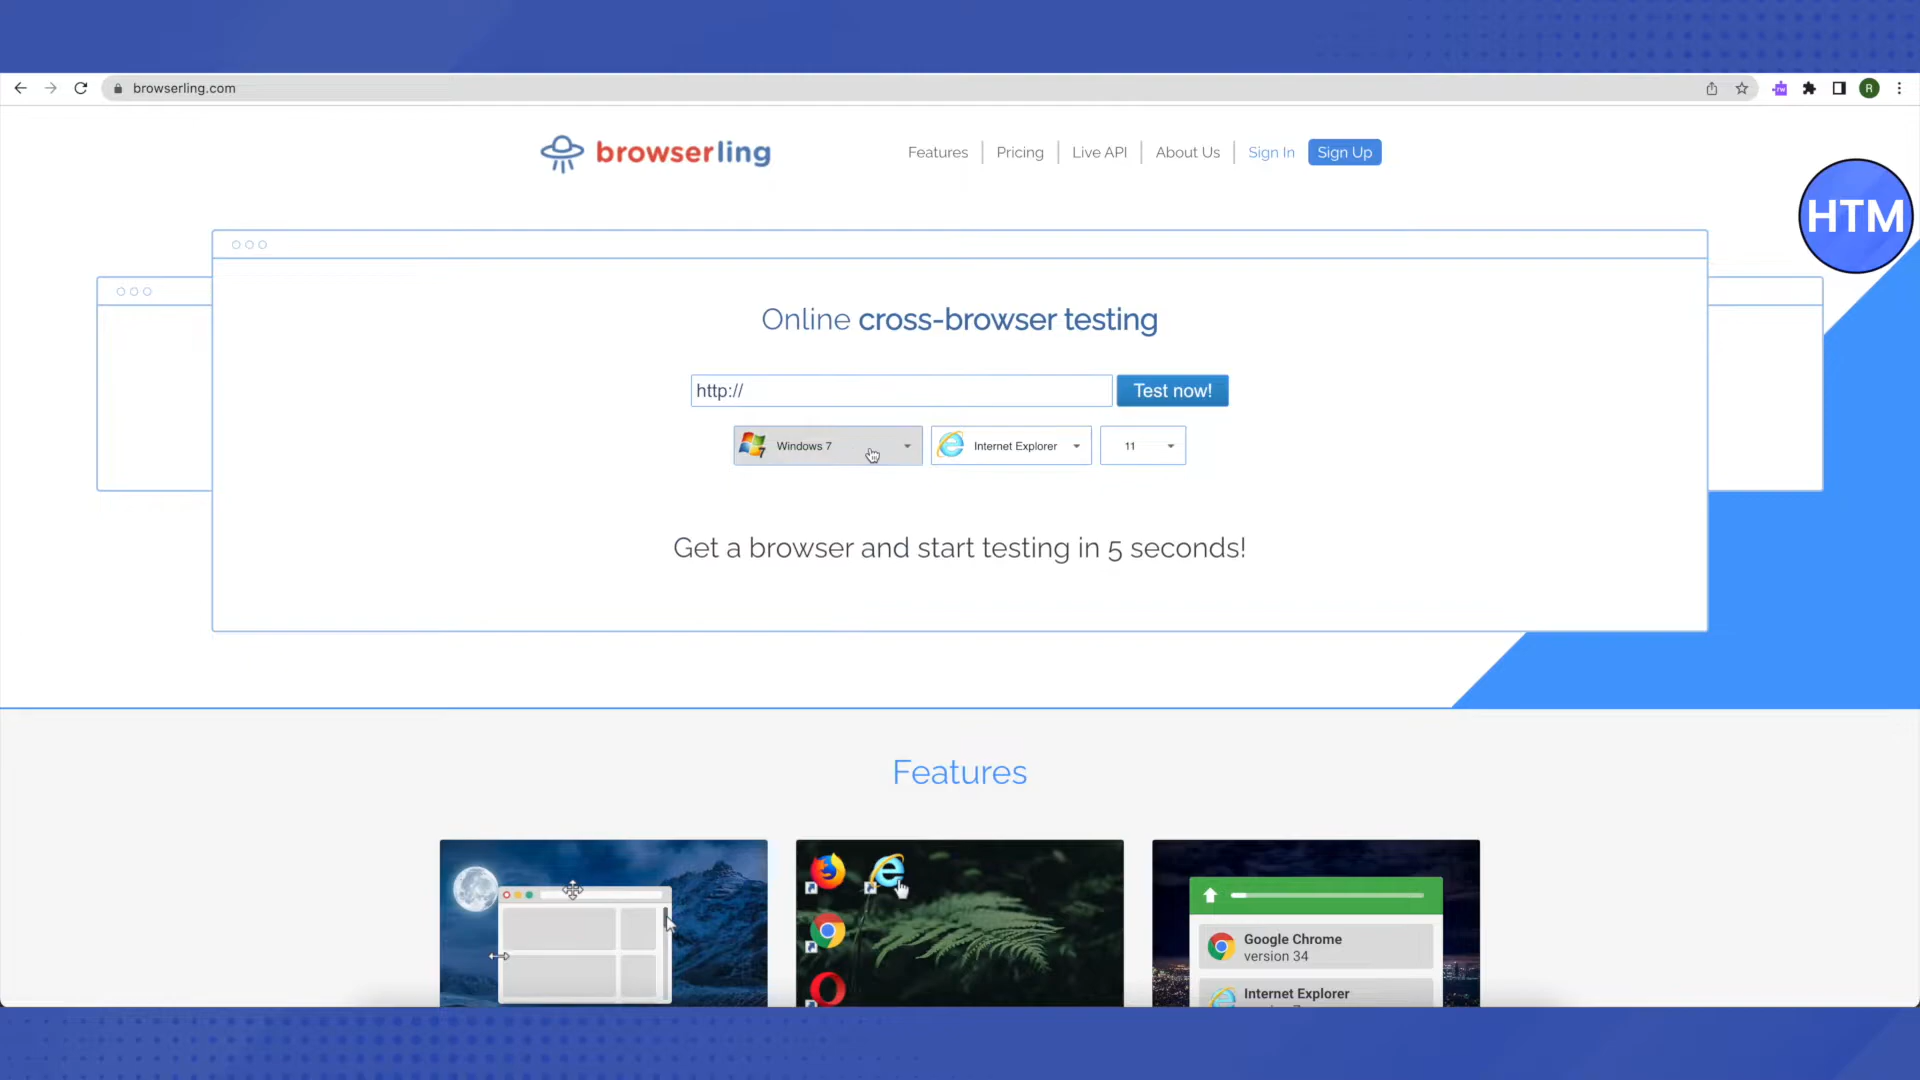 browserling.com
R
browserling
Features
Pricing
Live API
About Us
Sign In
Sign Up
HTM
Online cross-browser testing
http://
Test now!
Windows 7
Internet Explorer
11
Get a browser and start testing in 5 seconds!
Features
Google Chrome
version 34
Internet Explorer